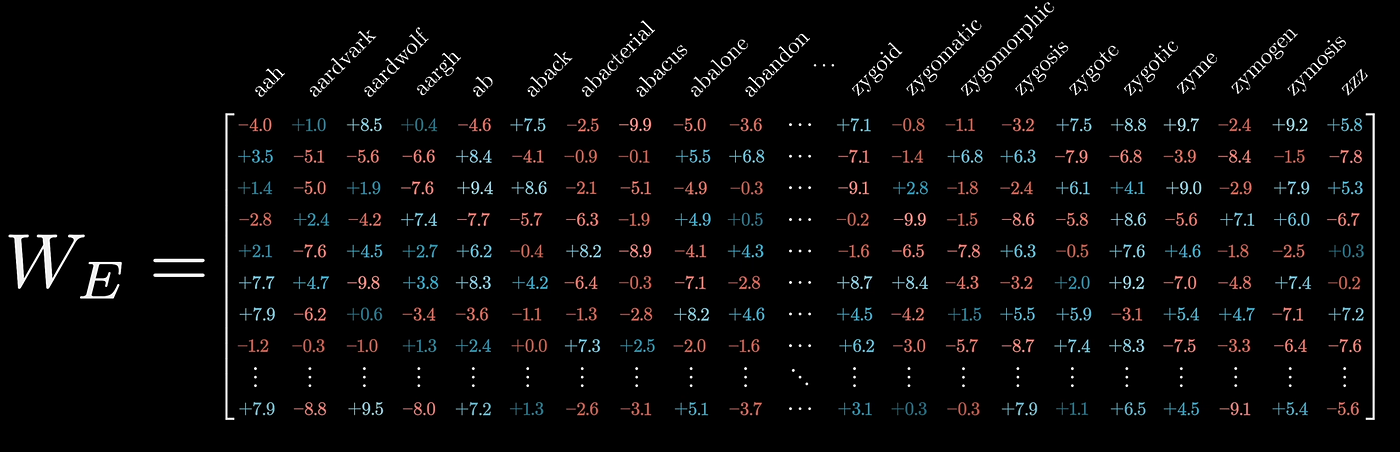 aah aardvark aardwolf aargh ab aback abacterial abacus abalone abandon ⋯ zygoid zygomatic zygomorphic zygosis zygote zygotic zyme zymogen zymosis zzz
−4.0 +1.0 +8.5 +0.4 −4.6 +7.5 −2.5 −9.9 −5.0 −3.6 ⋯ +7.1 −0.8 −1.1 −3.2 +7.5 +8.8 +9.7 −2.4 +9.2 +5.8
+3.5 −5.1 −5.6 −6.6 +8.4 −4.1 −0.9 −0.1 +5.5 +6.8 ⋯ −7.1 −1.4 +6.8 +6.3 −7.9 −6.8 −3.9 −8.4 −1.5 −7.8
+1.4 −5.0 +1.9 −7.6 +9.4 +8.6 −2.1 −5.1 −4.9 −0.3 ⋯ −9.1 +2.8 −1.8 −2.4 +6.1 +4.1 +9.0 −2.9 +7.9 +5.3
−2.8 +2.4 −4.2 +7.4 −7.7 −5.7 −6.3 −1.9 +4.9 +0.5 ⋯ −0.2 −9.9 −1.5 −8.6 −5.8 +8.6 −5.6 +7.1 +6.0 −6.7
W_E = +2.1 −7.6 +4.5 +2.7 +6.2 −0.4 +8.2 −8.9 −4.1 +4.3 ⋯ −1.6 −6.5 −7.8 +6.3 −0.5 +7.6 +4.6 −1.8 −2.5 +0.3
+7.7 +4.7 −9.8 +3.8 +8.3 +4.2 −6.4 −0.3 −7.1 −2.8 ⋯ +8.7 +8.4 −4.3 −3.2 +2.0 +9.2 −7.0 −4.8 +7.4 −0.2
+7.9 −6.2 +0.6 −3.4 −3.6 −1.1 −1.3 −2.8 +8.2 +4.6 ⋯ +4.5 −4.2 +1.5 +5.5 +5.9 −3.1 +5.4 +4.7 −7.1 +7.2
−1.2 −0.3 −1.0 +1.3 +2.4 +0.0 +7.3 +2.5 −2.0 −1.6 ⋯ +6.2 −3.0 −5.7 −8.7 +7.4 +8.3 −7.5 −3.3 −6.4 −7.6
⋮ ⋮ ⋮ ⋮ ⋮ ⋮ ⋮ ⋮ ⋮ ⋮ ⋱ ⋮ ⋮ ⋮ ⋮ ⋮ ⋮ ⋮ ⋮ ⋮ ⋮
+7.9 −8.8 +9.5 −8.0 +7.2 +1.3 −2.6 −3.1 +5.1 −3.7 ⋯ +3.1 +0.3 −0.3 +7.9 +1.1 +6.5 +4.5 −9.1 +5.4 −5.6